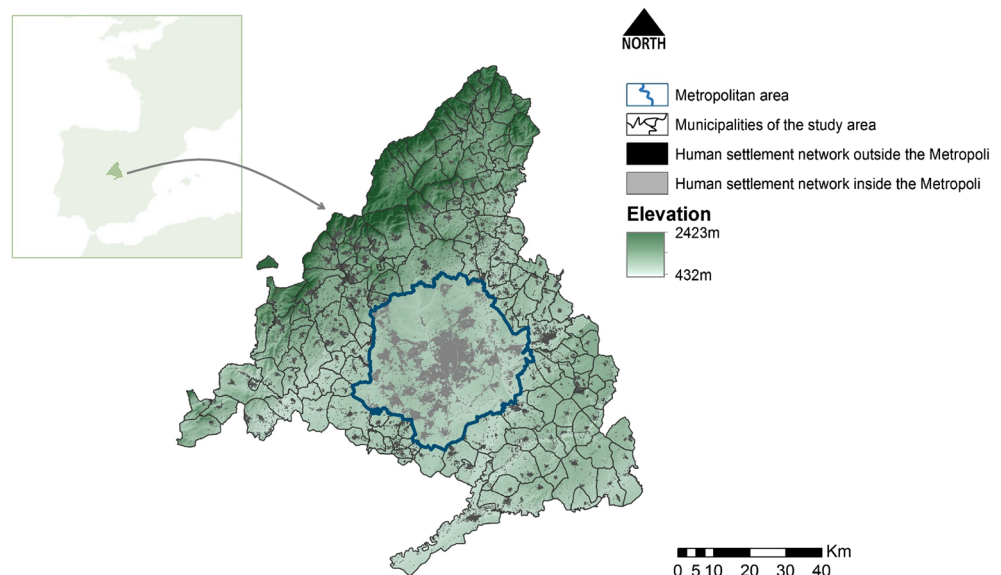 NORTH
Metropolitan area
Municipalities of the study area
Human settlement network outside the Metropoli
Human settlement network inside the Metropoli
Elevation
2423m
432m
Km
0 5 10 20 30 40